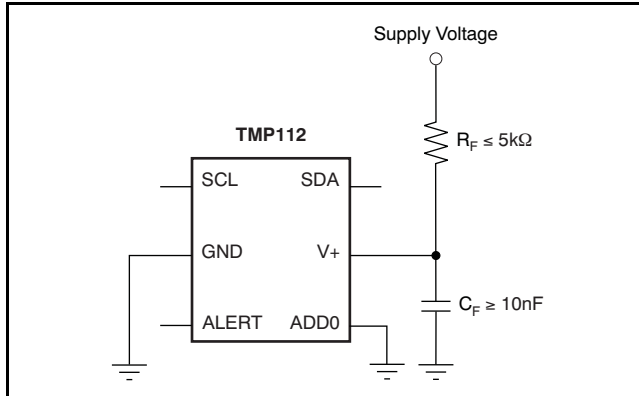 Supply Voltage
TMP112
R_F ≤ 5kΩ
SCL SDA
GND V+
C_F ≥ 10nF
ALERT ADD0